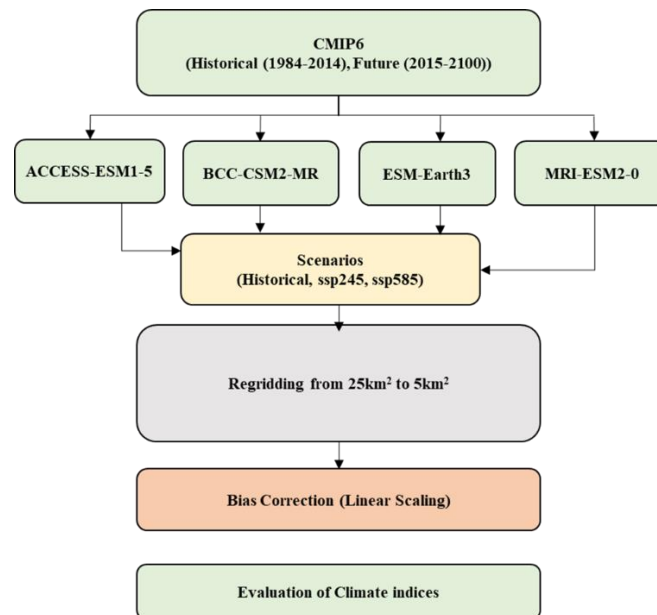 CMIP6
(Historical (1984-2014), Future (2015-2100))
ACCESS-ESM1-5
BCC-CSM2-MR
ESM-Earth3
MRI-ESM2-0
Scenarios
(Historical, ssp245, ssp585)
Regridding from 25km² to 5km²
Bias Correction (Linear Scaling)
Evaluation of Climate indices